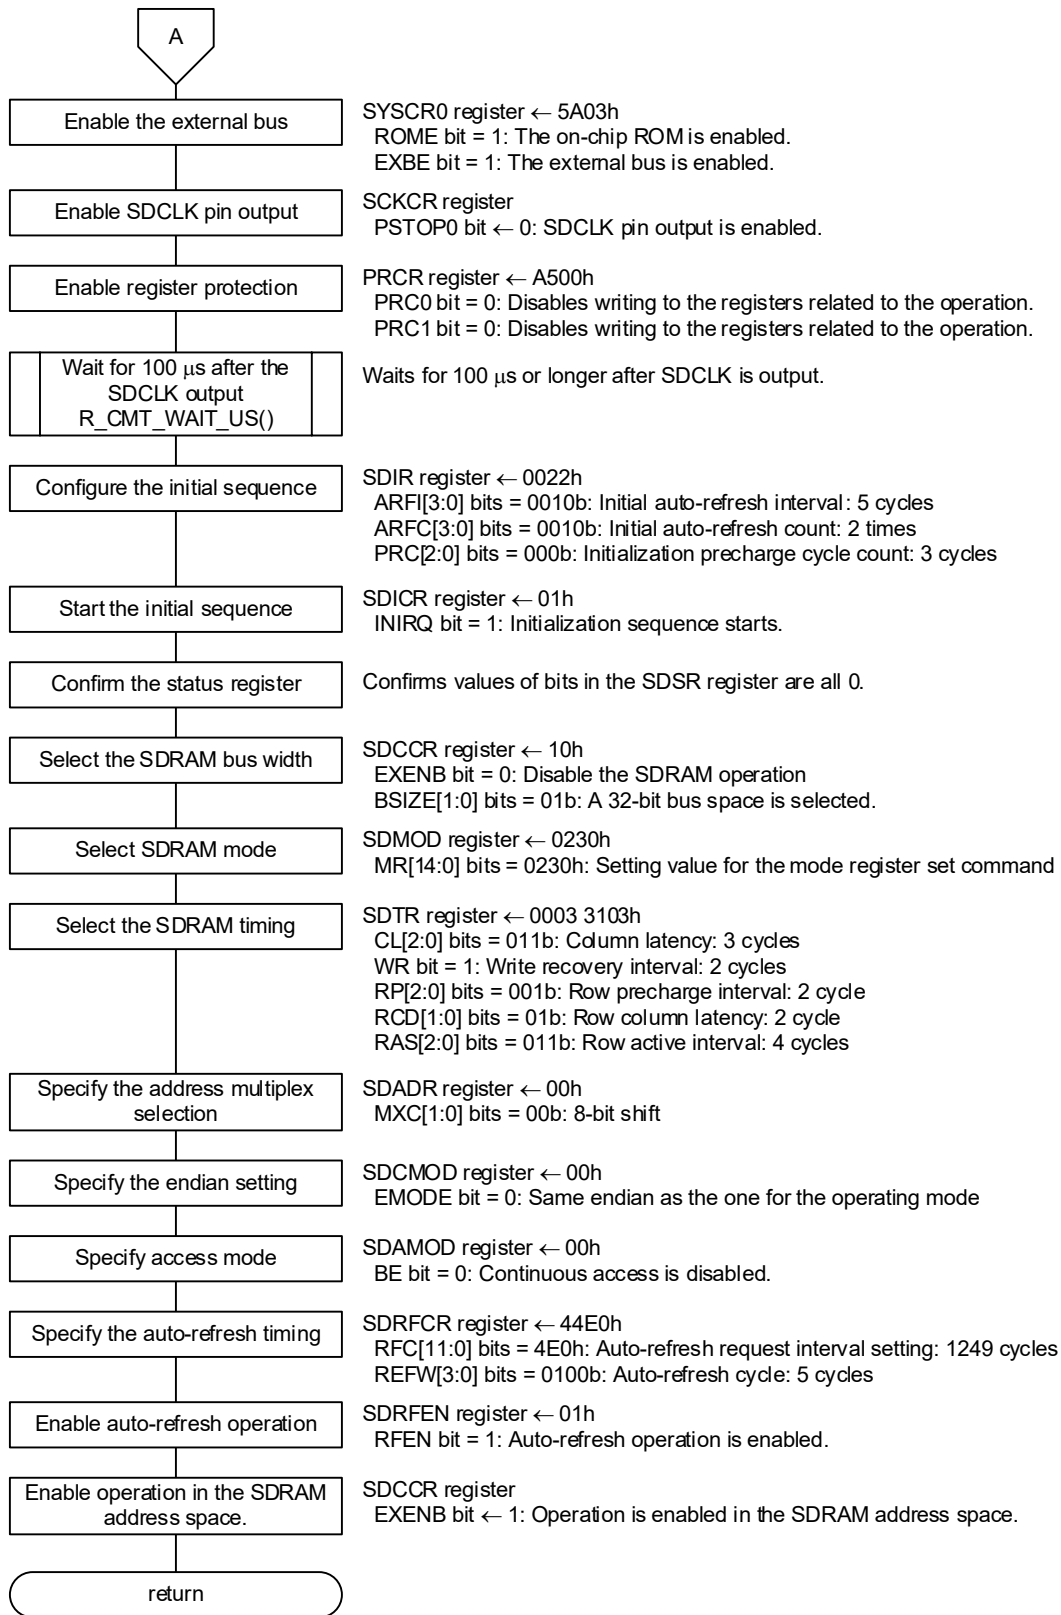 A
Enable the external bus
SYSCR0 register ← 5A03h
ROME bit = 1: The on-chip ROM is enabled.
EXBE bit = 1: The external bus is enabled.
Enable SDCLK pin output
SCKCR register
PSTOP0 bit ← 0: SDCLK pin output is enabled.
Enable register protection
PRCR register ← A500h
PRC0 bit = 0: Disables writing to the registers related to the operation.
PRC1 bit = 0: Disables writing to the registers related to the operation.
Wait for 100 μs after the
SDCLK output
R_CMT_WAIT_US()
Waits for 100 μs or longer after SDCLK is output.
Configure the initial sequence
SDIR register ← 0022h
ARFI[3:0] bits = 0010b: Initial auto-refresh interval: 5 cycles
ARFC[3:0] bits = 0010b: Initial auto-refresh count: 2 times
PRC[2:0] bits = 000b: Initialization precharge cycle count: 3 cycles
Start the initial sequence
SDICR register ← 01h
INIRQ bit = 1: Initialization sequence starts.
Confirm the status register
Confirms values of bits in the SDSR register are all 0.
Select the SDRAM bus width
SDCCR register ← 10h
EXENB bit = 0: Disable the SDRAM operation
BSIZE[1:0] bits = 01b: A 32-bit bus space is selected.
Select SDRAM mode
SDMOD register ← 0230h
MR[14:0] bits = 0230h: Setting value for the mode register set command
Select the SDRAM timing
SDTR register ← 0003 3103h
CL[2:0] bits = 011b: Column latency: 3 cycles
WR bit = 1: Write recovery interval: 2 cycles
RP[2:0] bits = 001b: Row precharge interval: 2 cycle
RCD[1:0] bits = 01b: Row column latency: 2 cycle
RAS[2:0] bits = 011b: Row active interval: 4 cycles
Specify the address multiplex
selection
SDADR register ← 00h
MXC[1:0] bits = 00b: 8-bit shift
Specify the endian setting
SDCMOD register ← 00h
EMODE bit = 0: Same endian as the one for the operating mode
Specify access mode
SDAMOD register ← 00h
BE bit = 0: Continuous access is disabled.
Specify the auto-refresh timing
SDRFCR register ← 44E0h
RFC[11:0] bits = 4E0h: Auto-refresh request interval setting: 1249 cycles
REFW[3:0] bits = 0100b: Auto-refresh cycle: 5 cycles
Enable auto-refresh operation
SDRFEN register ← 01h
RFEN bit = 1: Auto-refresh operation is enabled.
Enable operation in the SDRAM
address space.
SDCCR register
EXENB bit ← 1: Operation is enabled in the SDRAM address space.
return